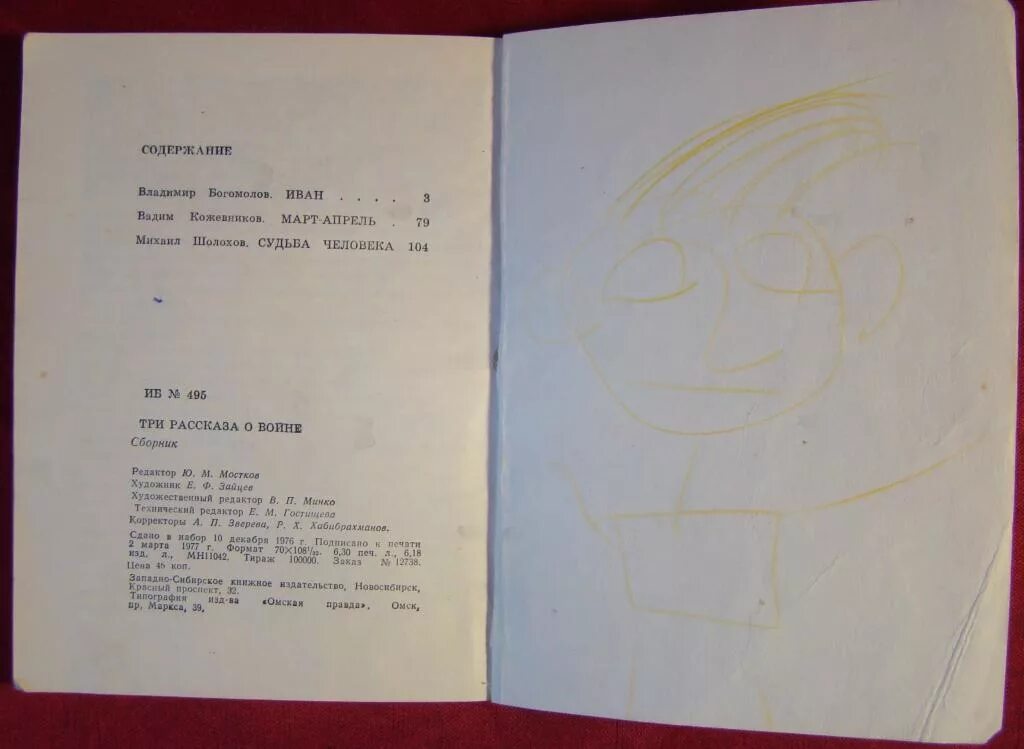 СОДЕРЖАНИЕ
Владимир Богомолов. ИВАН . . . . 3
Вадим Кожевников. МАРТ-АПРЕЛЬ . 79
Михаил Шолохов. СУДЬБА ЧЕЛОВЕКА 104
ИБ № 495
ТРИ РАССКАЗА О ВОЙНЕ
Сборник
Редактор Ю. М. Мостков
Художник Е. Ф. Зайцев
Художественный редактор В. П. Минко
Технический редактор Е. М. Гостищева
Корректоры А. П. Зверева, Р. Х. Хабибрахманов.
Сдано в набор 10 декабря 1976 г. Подписано к печати
2 марта 1977 г. Формат 70×108¹/₃₂. 6,30 печ. л., 6,18
изд. л., МН11042. Тираж 100000. Заказ № 12738.
Цена 45 коп.
Западно-Сибирское книжное издательство, Новосибирск,
Красный проспект, 32.
Типография изд-ва «Омская правда», Омск,
пр. Маркса, 39,